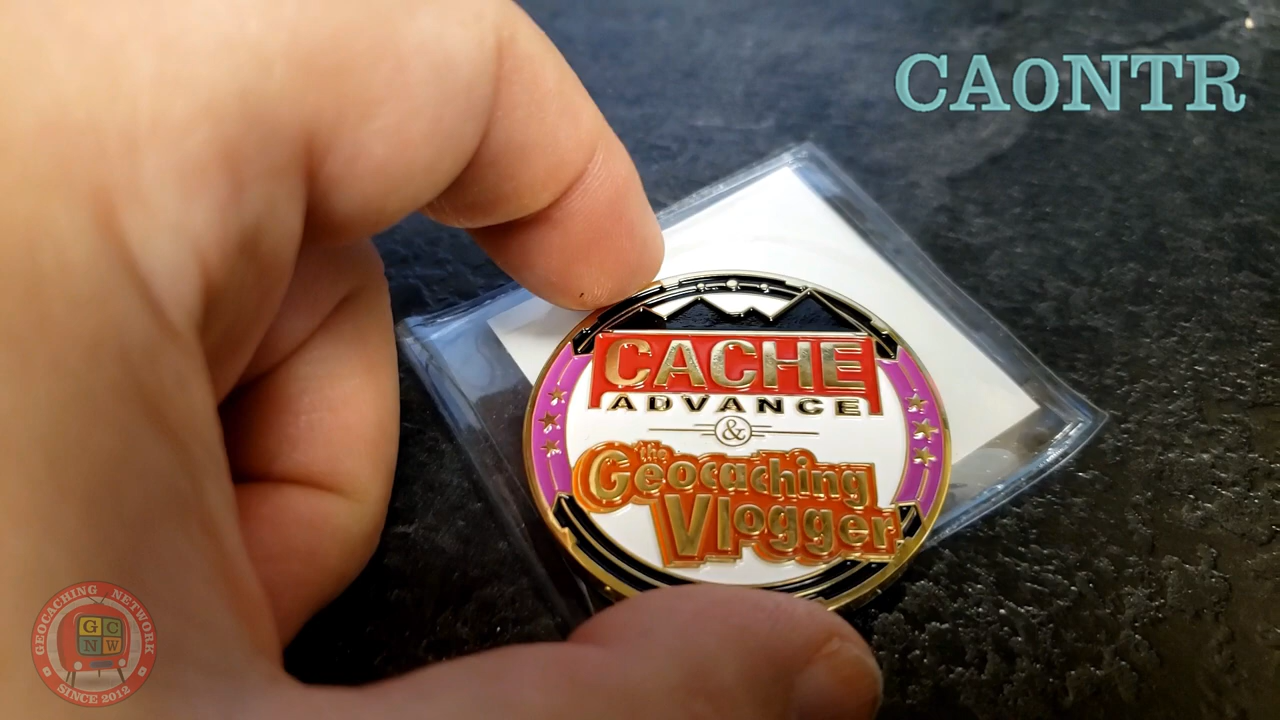 CA0NTR
CACHE
ADVANCE
&
the
Geocaching
Vlogger
GEOCACHING NETWORK
GC
NW
SINCE 2012